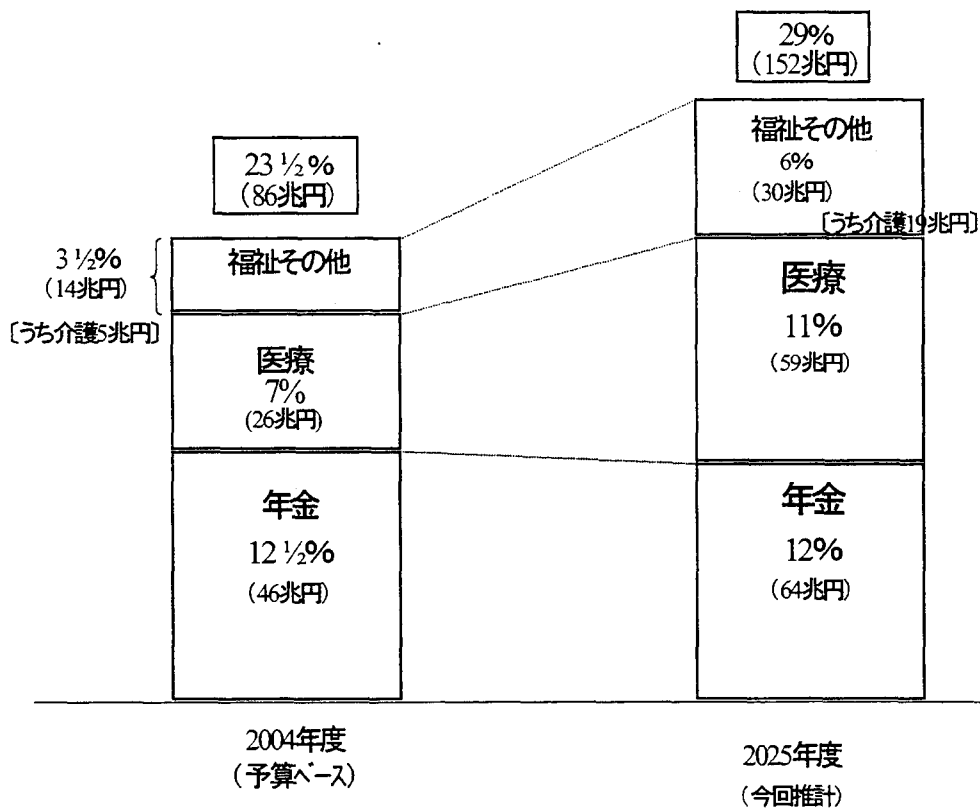 29%
(152兆円)
23 ½%
(86兆円)
福祉その他
6%
(30兆円)
〔うち介護19兆円〕
3 ½%
(14兆円)
〔うち介護5兆円〕
福祉その他
医療
7%
(26兆円)
医療
11%
(59兆円)
年金
12 ½%
(46兆円)
年金
12%
(64兆円)
2004年度
(予算ベース)
2025年度
(今回推計)